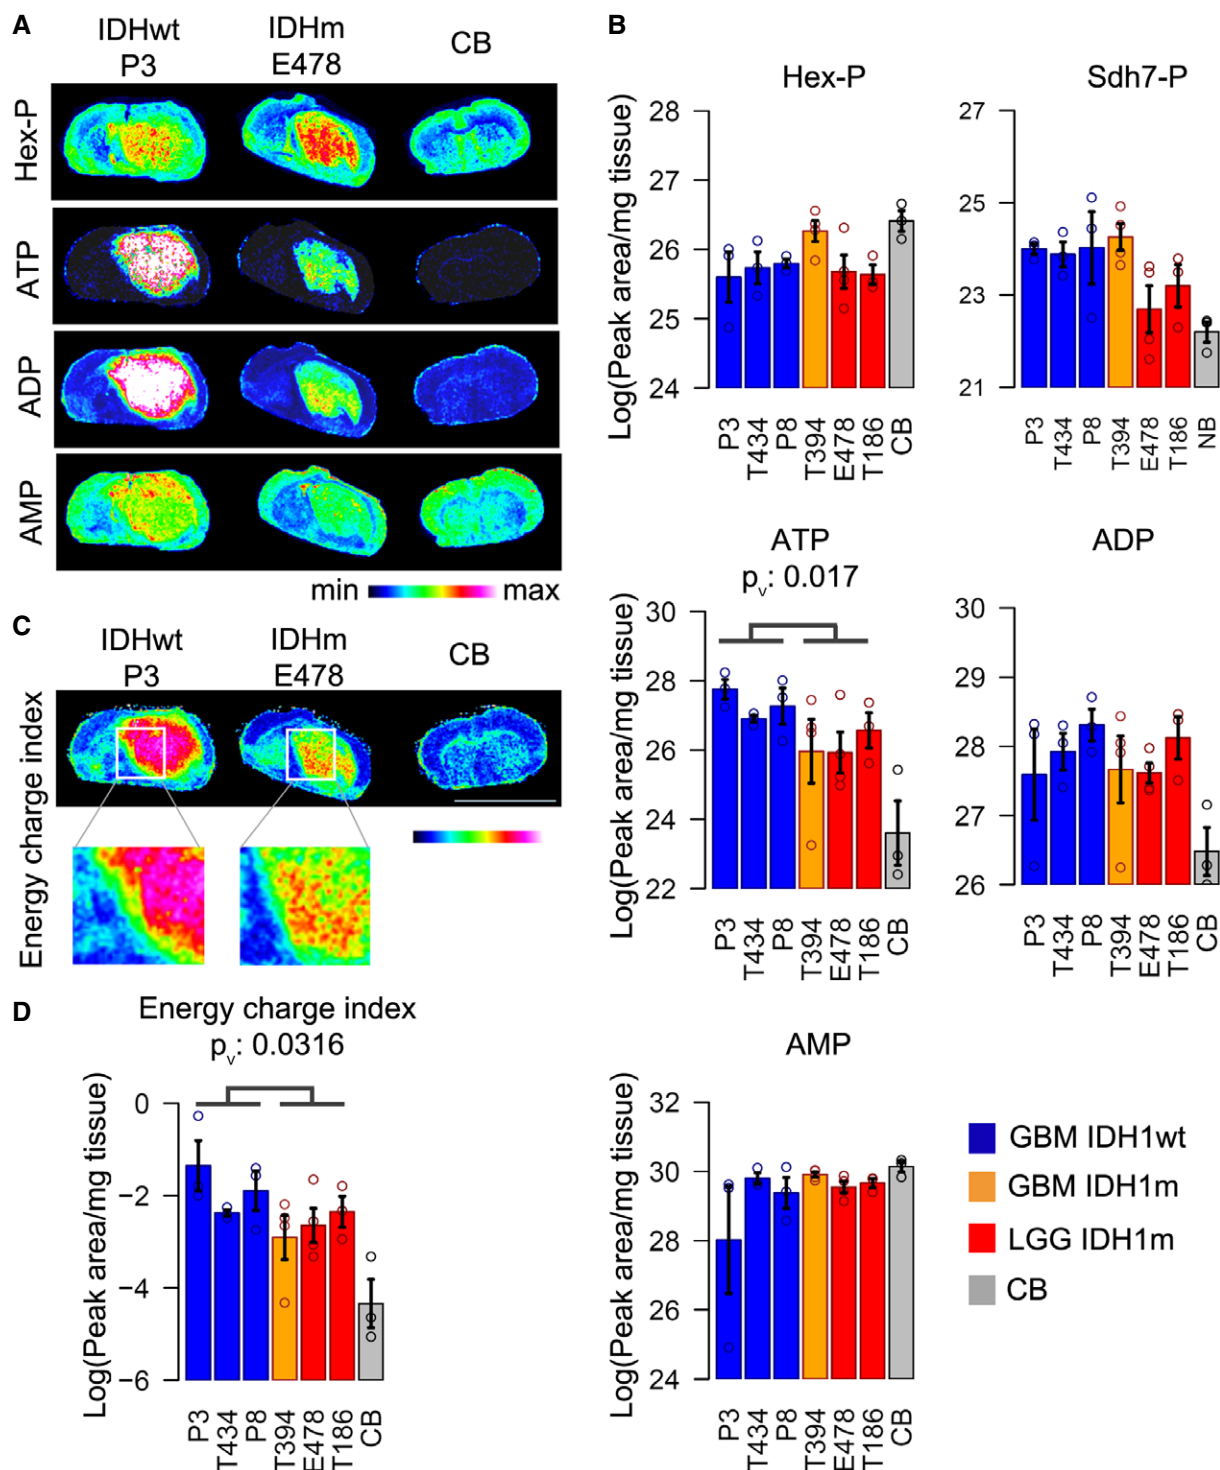 A
IDHwt
P3
IDHm
E478
CB
Hex-P
ATP
ADP
AMP
min
max
B
Hex-P
Log(Peak area/mg tissue)
28
27
26
25
24
P3
T434
P8
T394
E478
T186
CB
Sdh7-P
27
25
23
21
P3
T434
P8
T394
E478
T186
NB
ATP
pv: 0.017
Log(Peak area/mg tissue)
30
28
26
24
22
P3
T434
P8
T394
E478
T186
CB
ADP
30
29
28
27
26
P3
T434
P8
T394
E478
T186
CB
AMP
Log(Peak area/mg tissue)
32
30
28
26
24
P3
T434
P8
T394
E478
T186
CB
GBM IDH1wt
GBM IDH1m
LGG IDH1m
CB
C
IDHwt
P3
IDHm
E478
CB
Energy charge index
D
Energy charge index
pv: 0.0316
Log(Peak area/mg tissue)
0
−2
−4
−6
P3
T434
P8
T394
E478
T186
CB